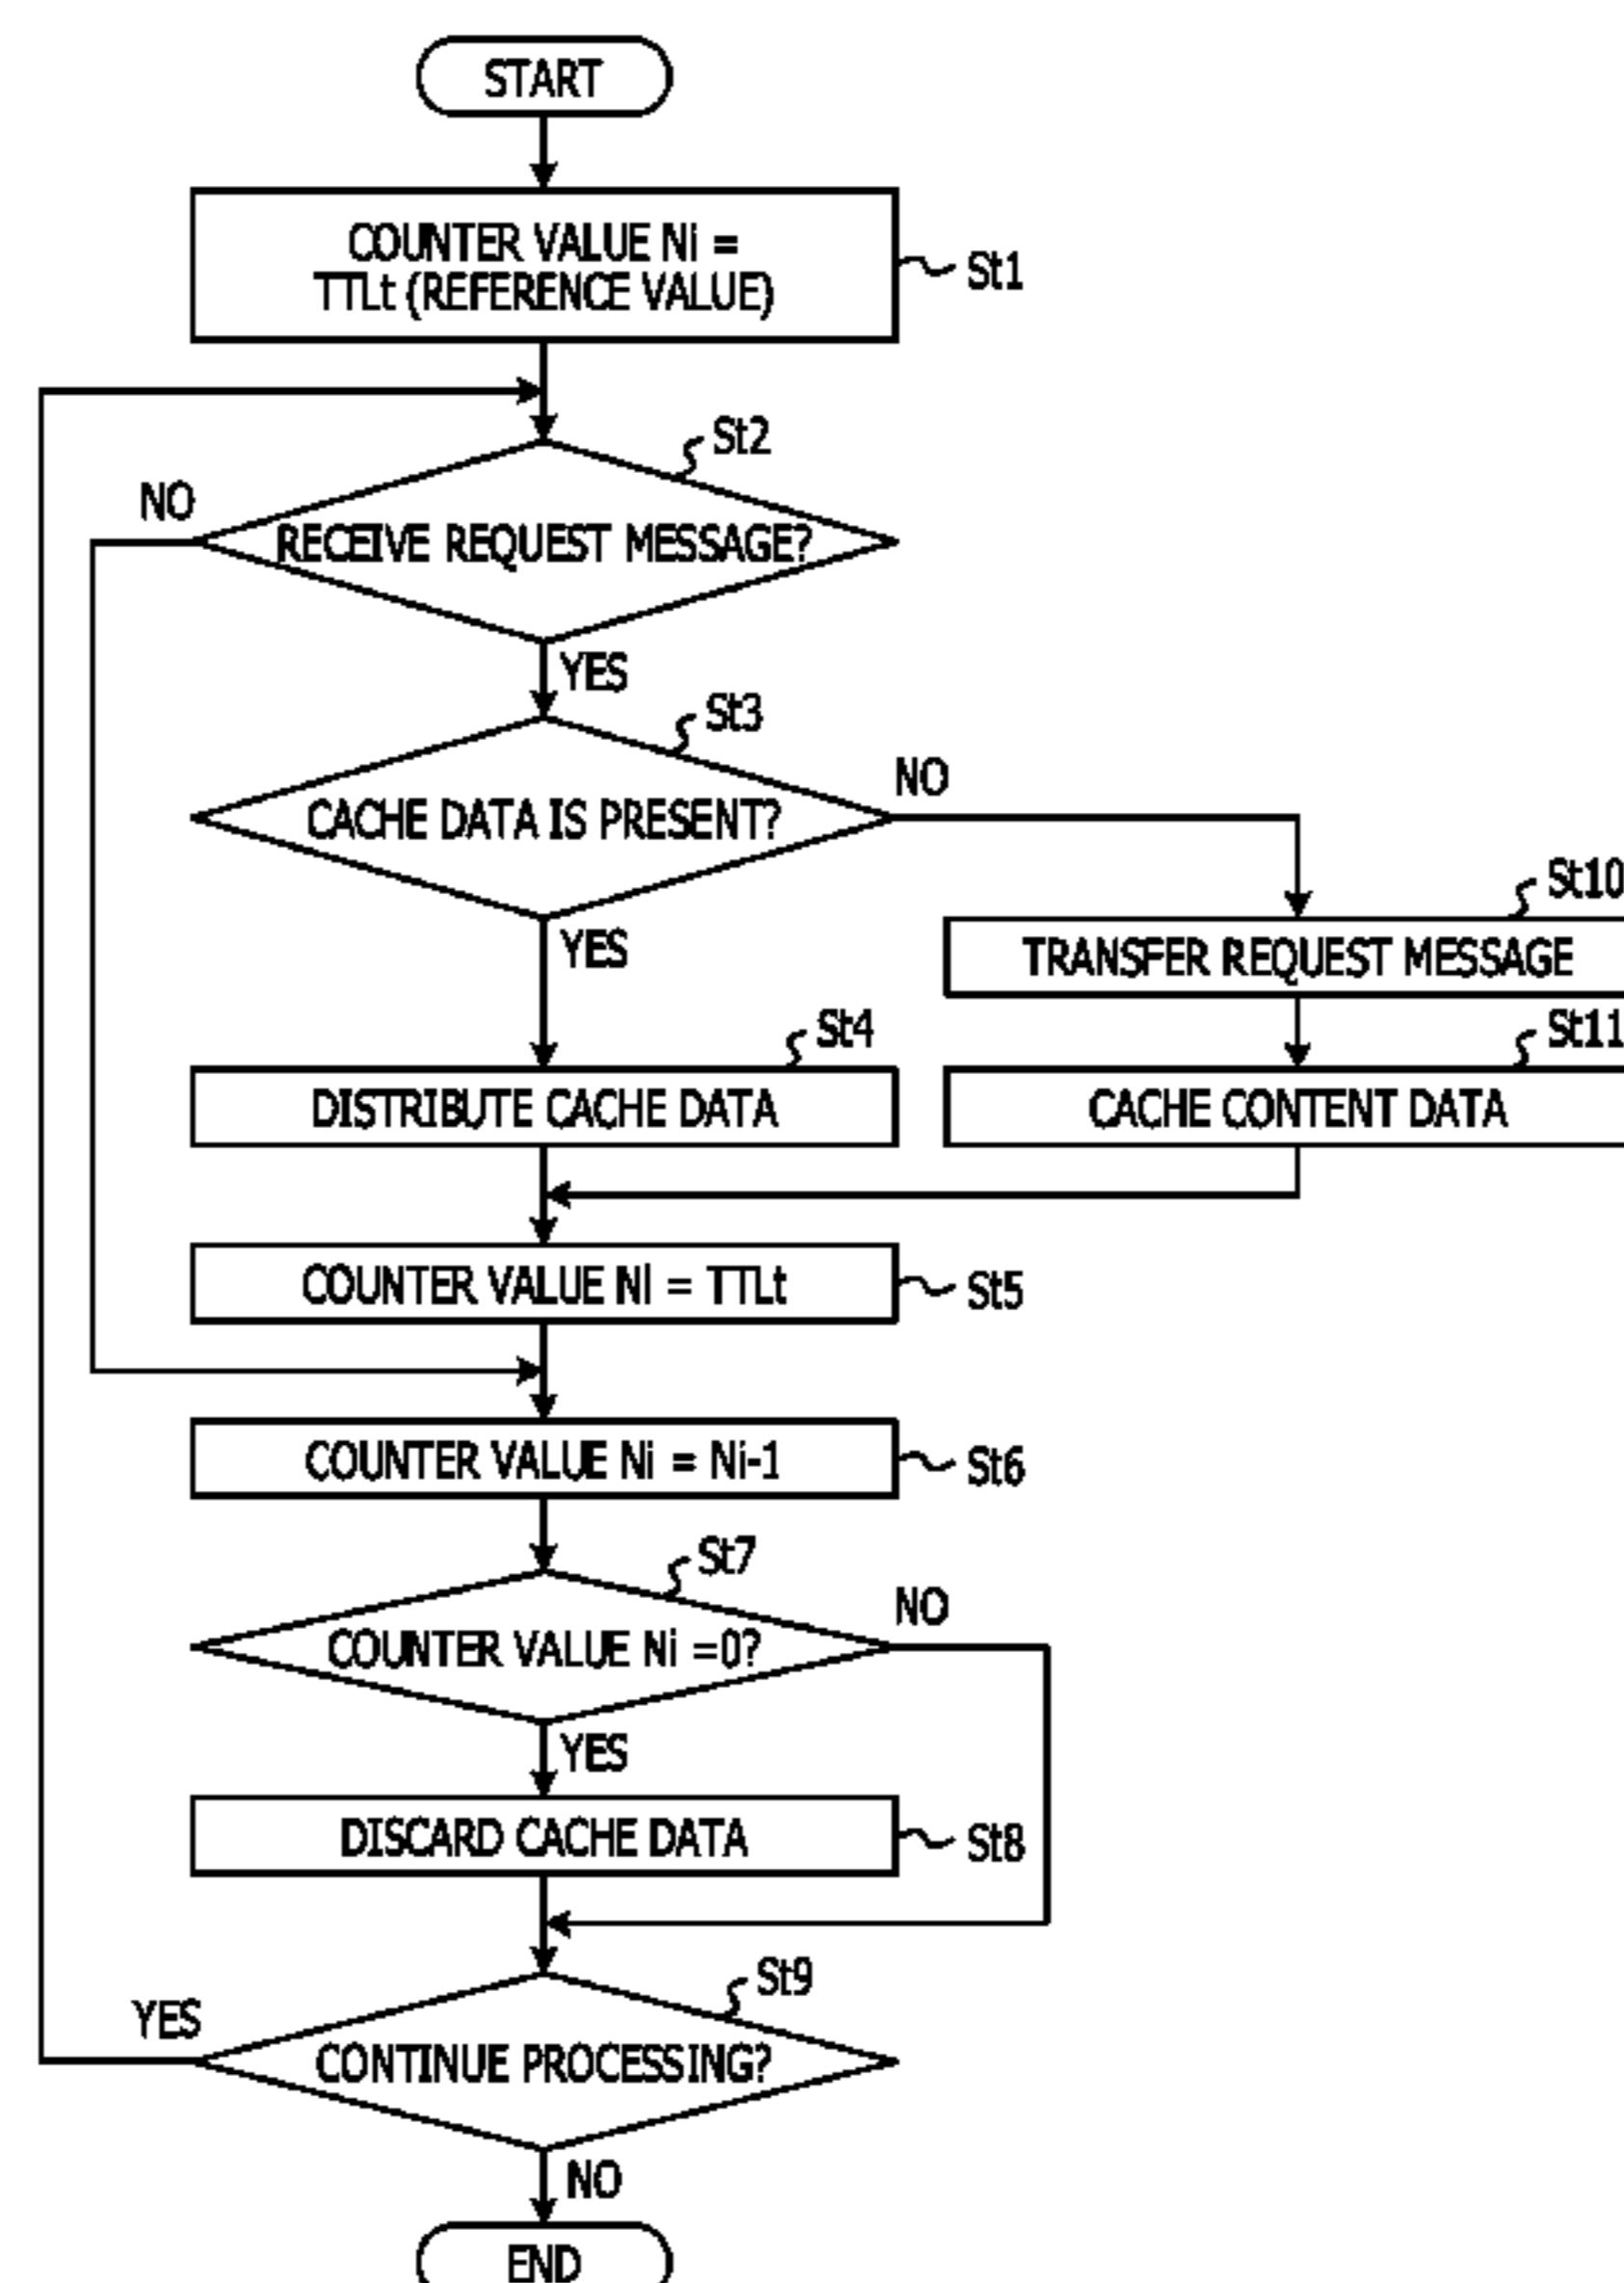 START
COUNTER VALUE Ni =
TTLt (REFERENCE VALUE)
St1
St2
NO
RECEIVE REQUEST MESSAGE?
YES
St3
NO
CACHE DATA IS PRESENT?
St10
YES
TRANSFER REQUEST MESSAGE
St4
St11
DISTRIBUTE CACHE DATA
CACHE CONTENT DATA
COUNTER VALUE Ni = TTLt
St5
COUNTER VALUE Ni = Ni-1
St6
St7
NO
COUNTER VALUE Ni =0?
YES
DISCARD CACHE DATA
St8
St9
YES
CONTINUE PROCESSING?
NO
END